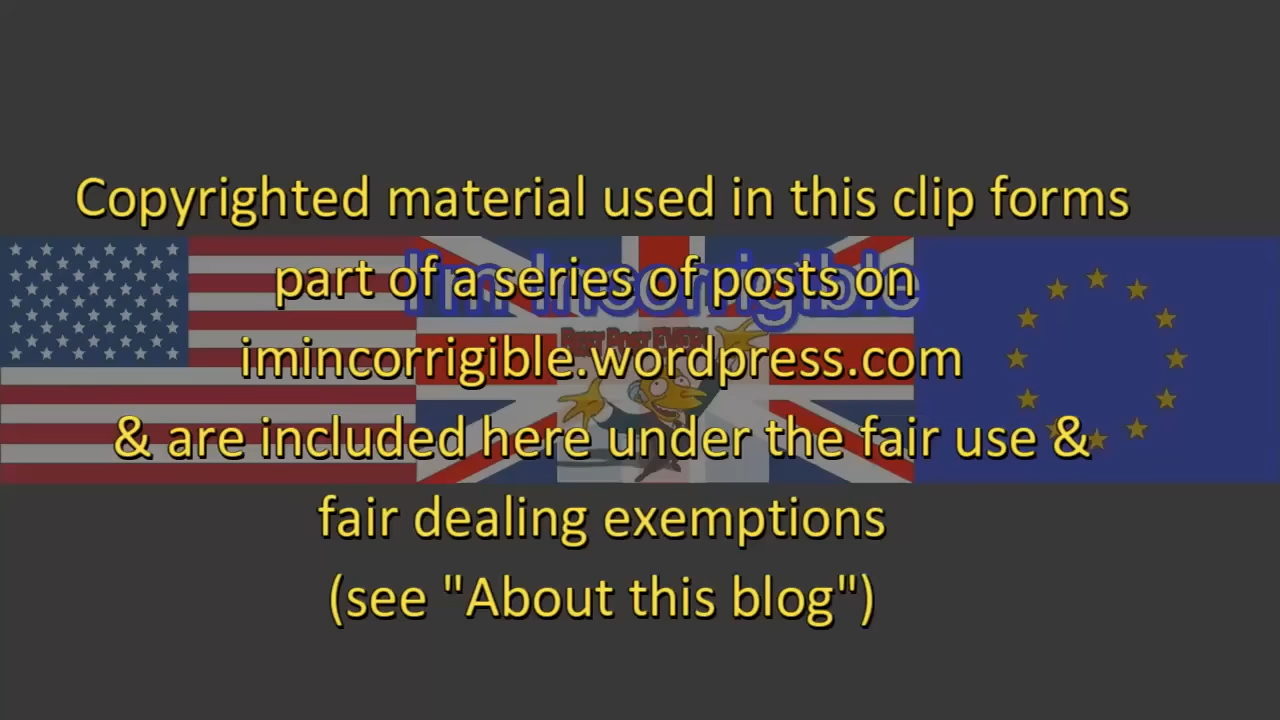 Copyrighted material used in this clip forms
part of a series of posts on
I'm Incorrigible
imincorrigible.wordpress.com
& are included here under the fair use &
fair dealing exemptions
(see "About this blog")